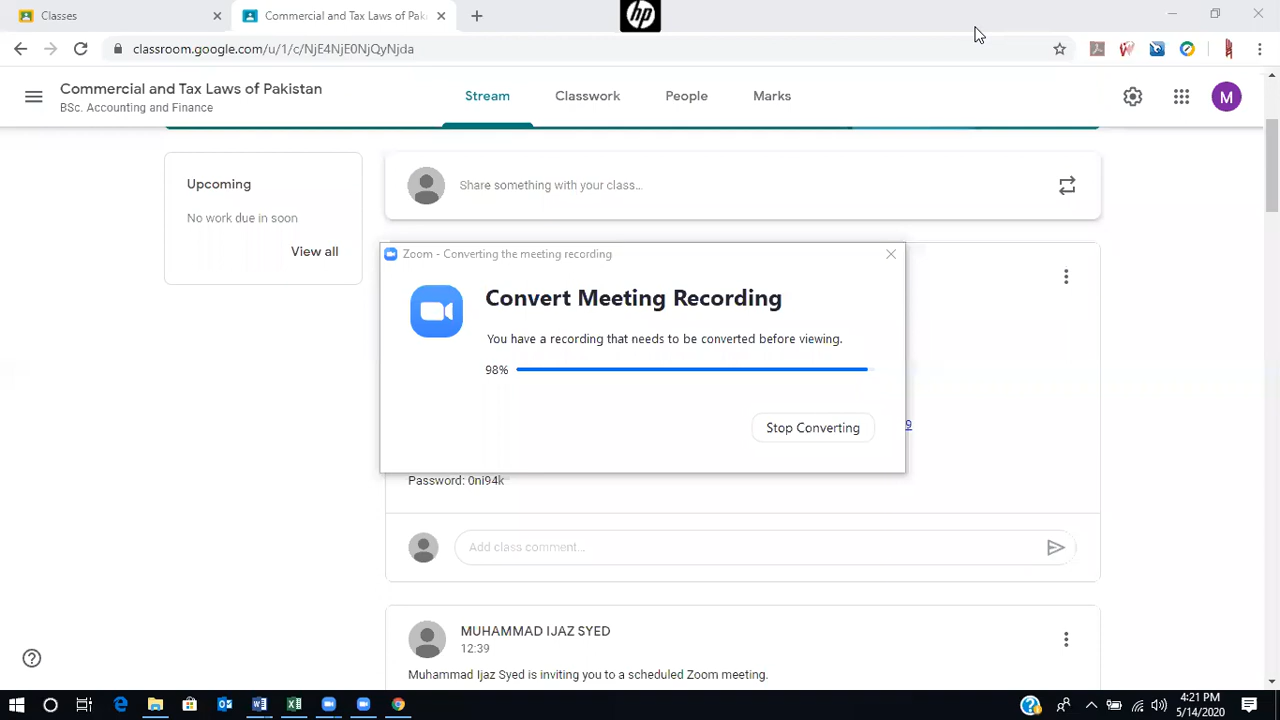 Classes
Commercial and Tax Laws of Pak
classroom.google.com/u/1/c/NjE4NjE0NjQyNjda
Commercial and Tax Laws of Pakistan
BSc. Accounting and Finance
Stream
Classwork
People
Marks
M
Upcoming
No work due in soon
View all
Share something with your class...
Zoom - Converting the meeting recording
Convert Meeting Recording
You have a recording that needs to be converted before viewing.
98%
Stop Converting
9
Password: 0ni94k
Add class comment...
MUHAMMAD IJAZ SYED
12:39
Muhammad Ijaz Syed is inviting you to a scheduled Zoom meeting.
4:21 PM
5/14/2020